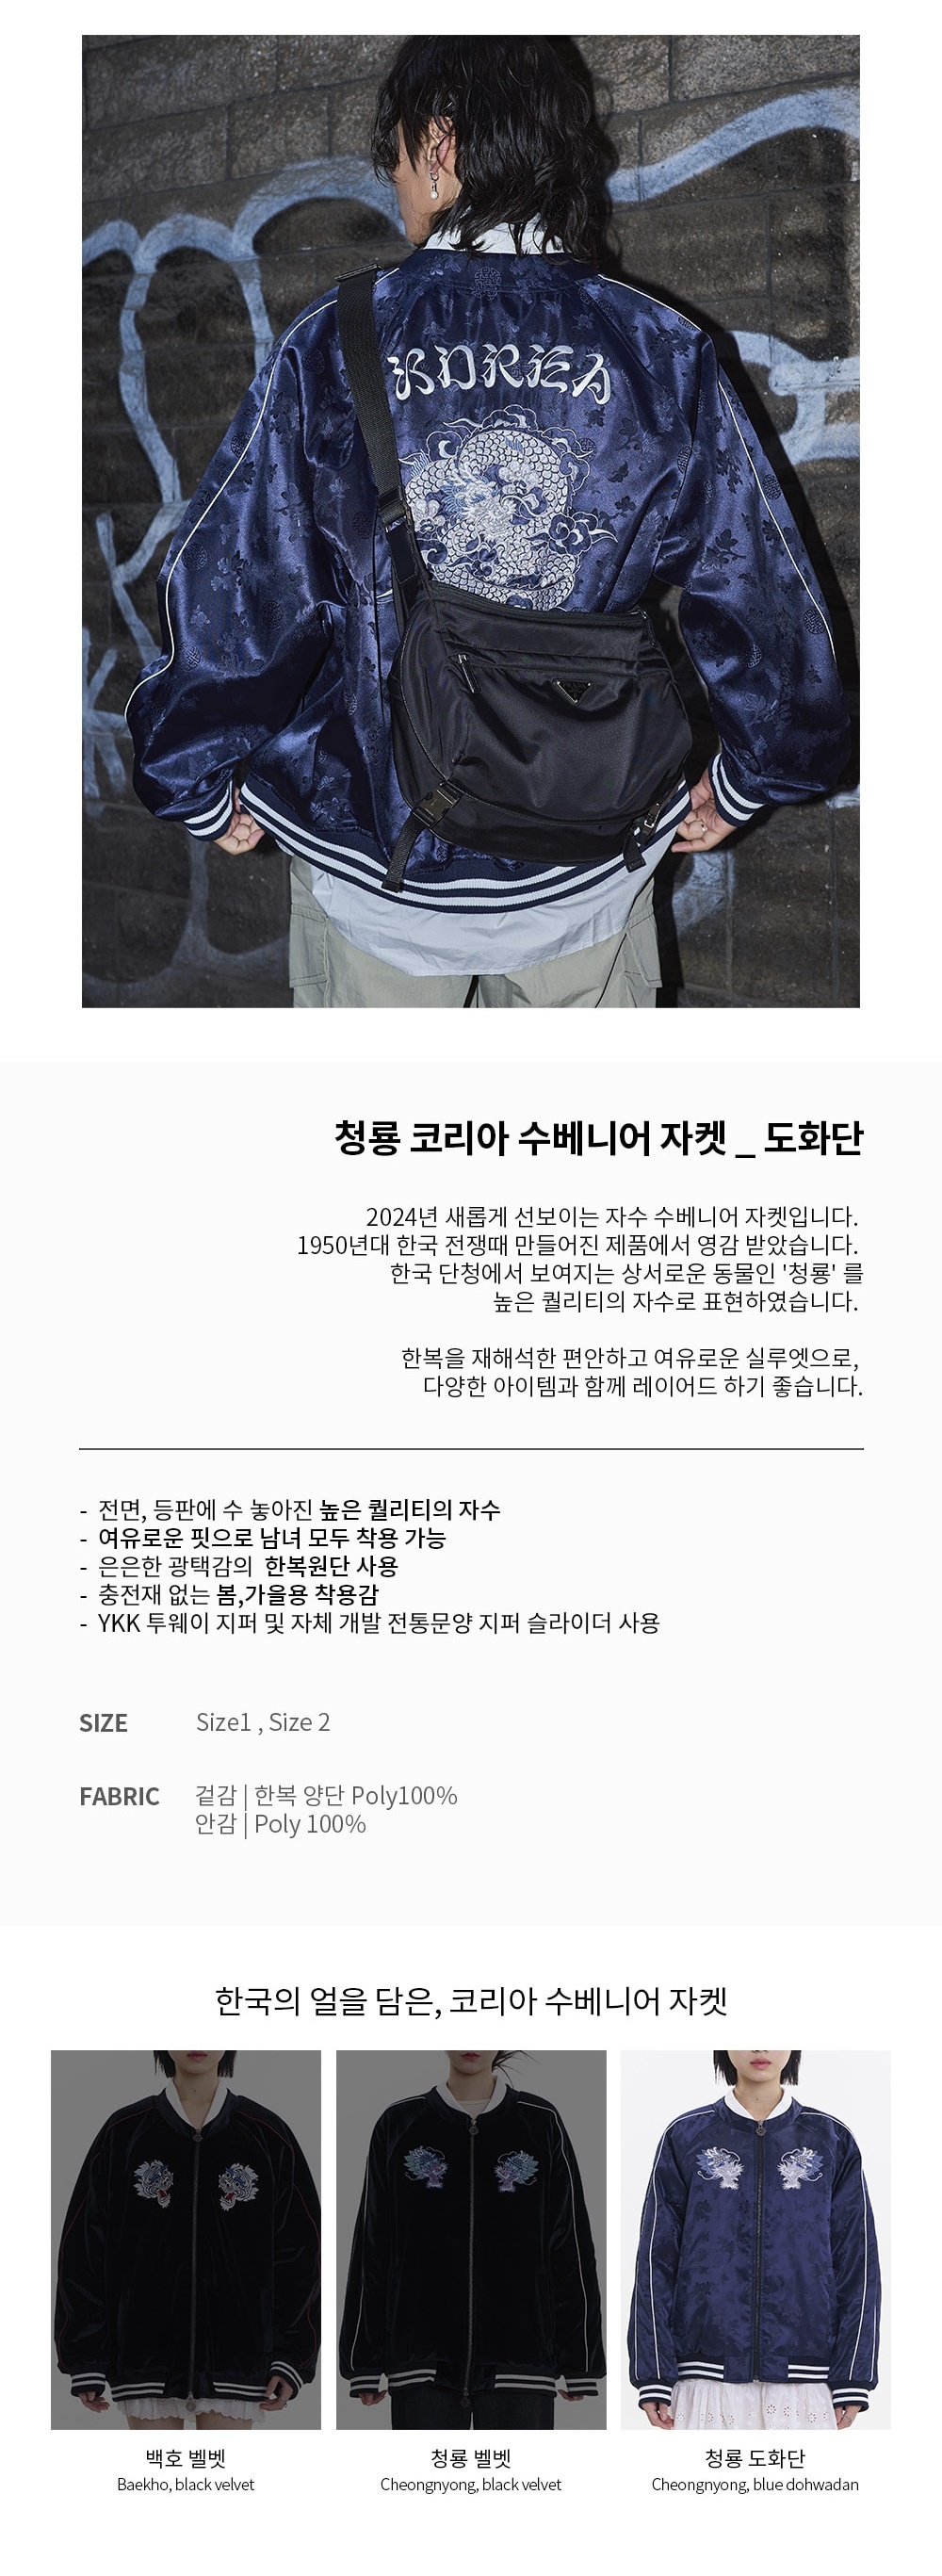 KOREA
청룡 코리아 수베니어 자켓 _ 도화단
2024년 새롭게 선보이는 자수 수베니어 자켓입니다.
1950년대 한국 전쟁때 만들어진 제품에서 영감 받았습니다.
한국 단청에서 보여지는 상서로운 동물인 '청룡' 를
높은 퀄리티의 자수로 표현하였습니다.
한복을 재해석한 편안하고 여유로운 실루엣으로,
다양한 아이템과 함께 레이어드 하기 좋습니다.
- 전면, 등판에 수 놓아진 높은 퀄리티의 자수
- 여유로운 핏으로 남녀 모두 착용 가능
- 은은한 광택감의 한복원단 사용
- 충전재 없는 봄,가을용 착용감
- YKK 투웨이 지퍼 및 자체 개발 전통문양 지퍼 슬라이더 사용
SIZE Size1 , Size 2
FABRIC 겉감 | 한복 양단 Poly100%
안감 | Poly 100%
한국의 얼을 담은, 코리아 수베니어 자켓
백호 벨벳
Baekho, black velvet
청룡 벨벳
Cheongnyong, black velvet
청룡 도화단
Cheongnyong, blue dohwadan